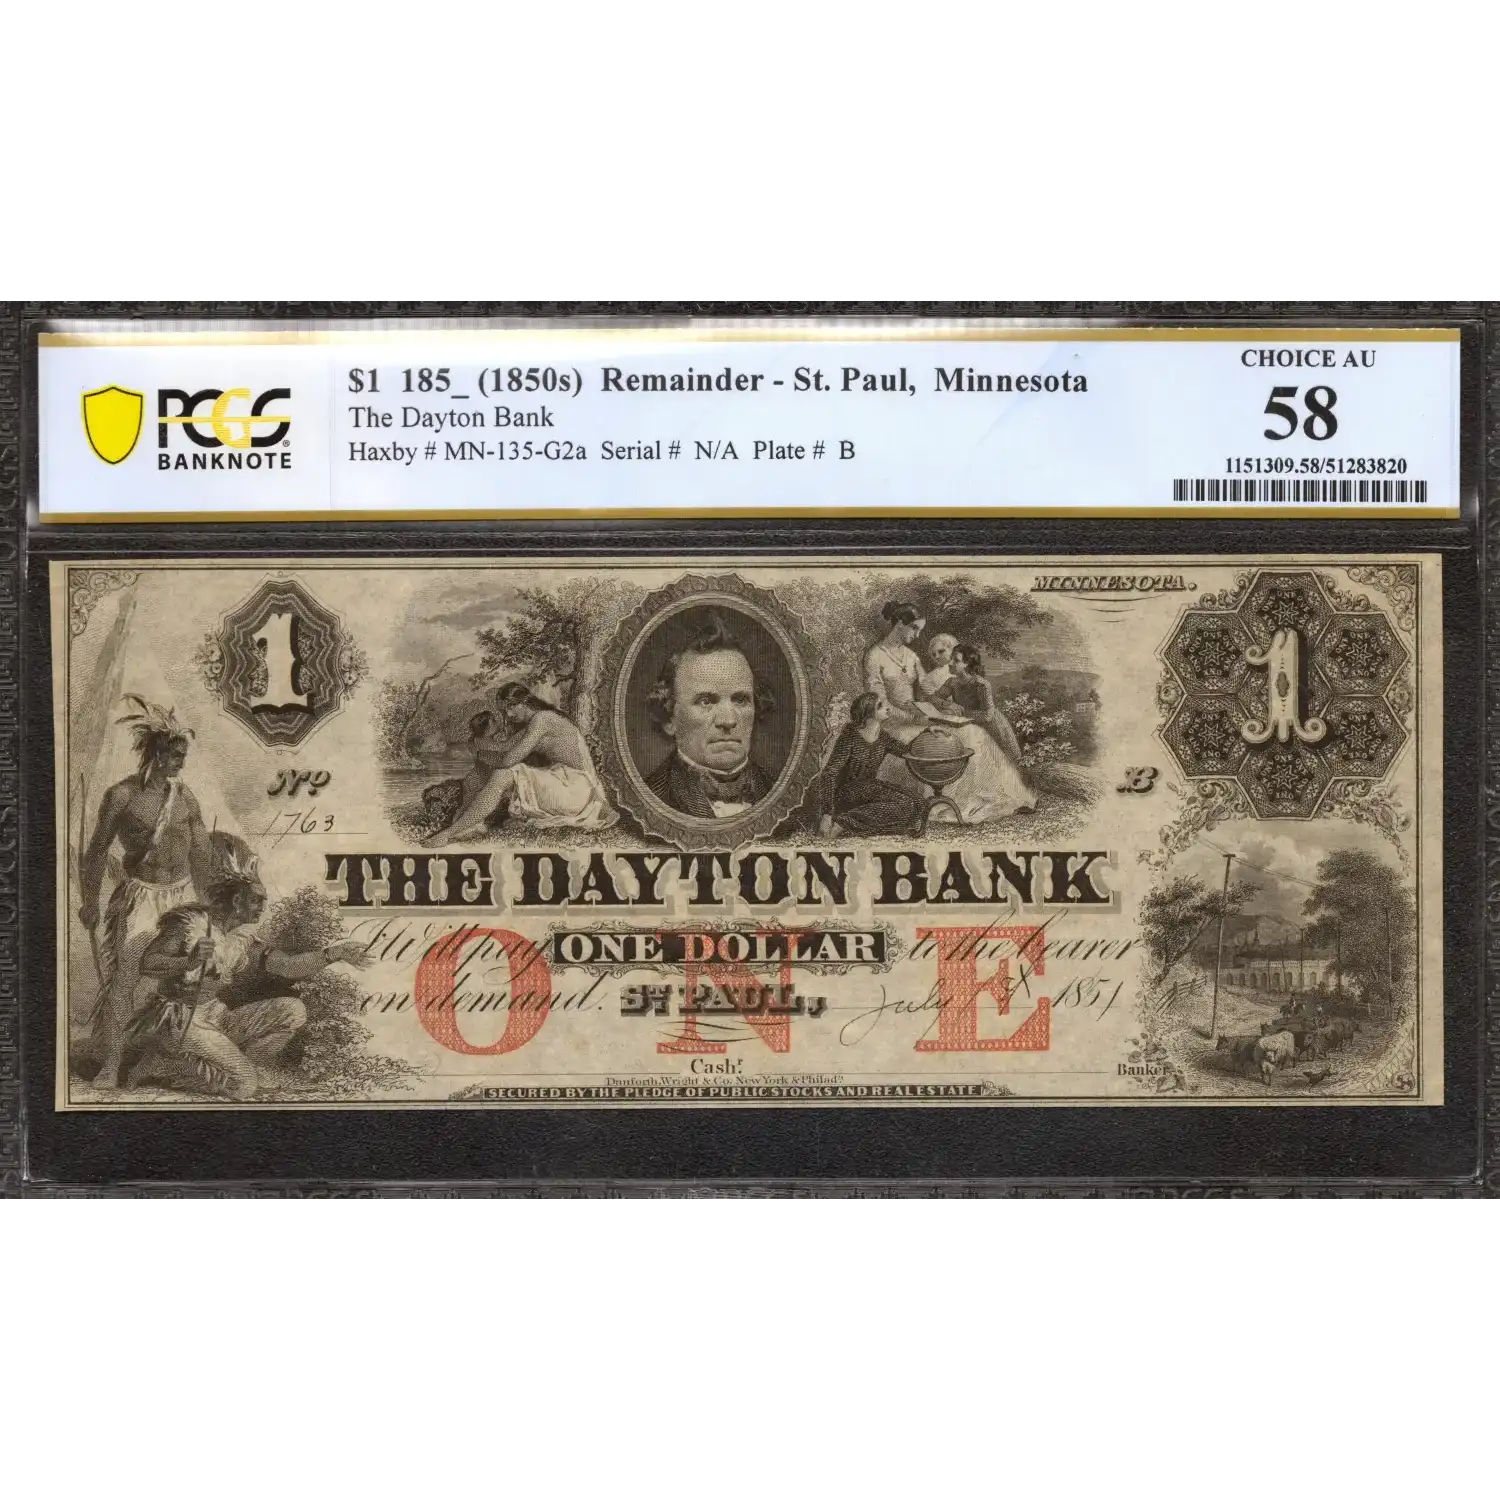 PCGS
BANKNOTE
$1 185_ (1850s) Remainder - St. Paul, Minnesota
The Dayton Bank
Haxby # MN-135-G2a Serial # N/A Plate # B
CHOICE AU
58
1151309.58/51283820
MINNESOTA.
1
1
No
1763
B
THE DAYTON BANK
Will pay ONE DOLLAR to the bearer
on demand. ST. PAUL, July 185
ONE
Cashr.
Banker
Danforth, Wright & Co. New York & Philada.
SECURED BY THE PLEDGE OF PUBLIC STOCKS AND REAL ESTATE